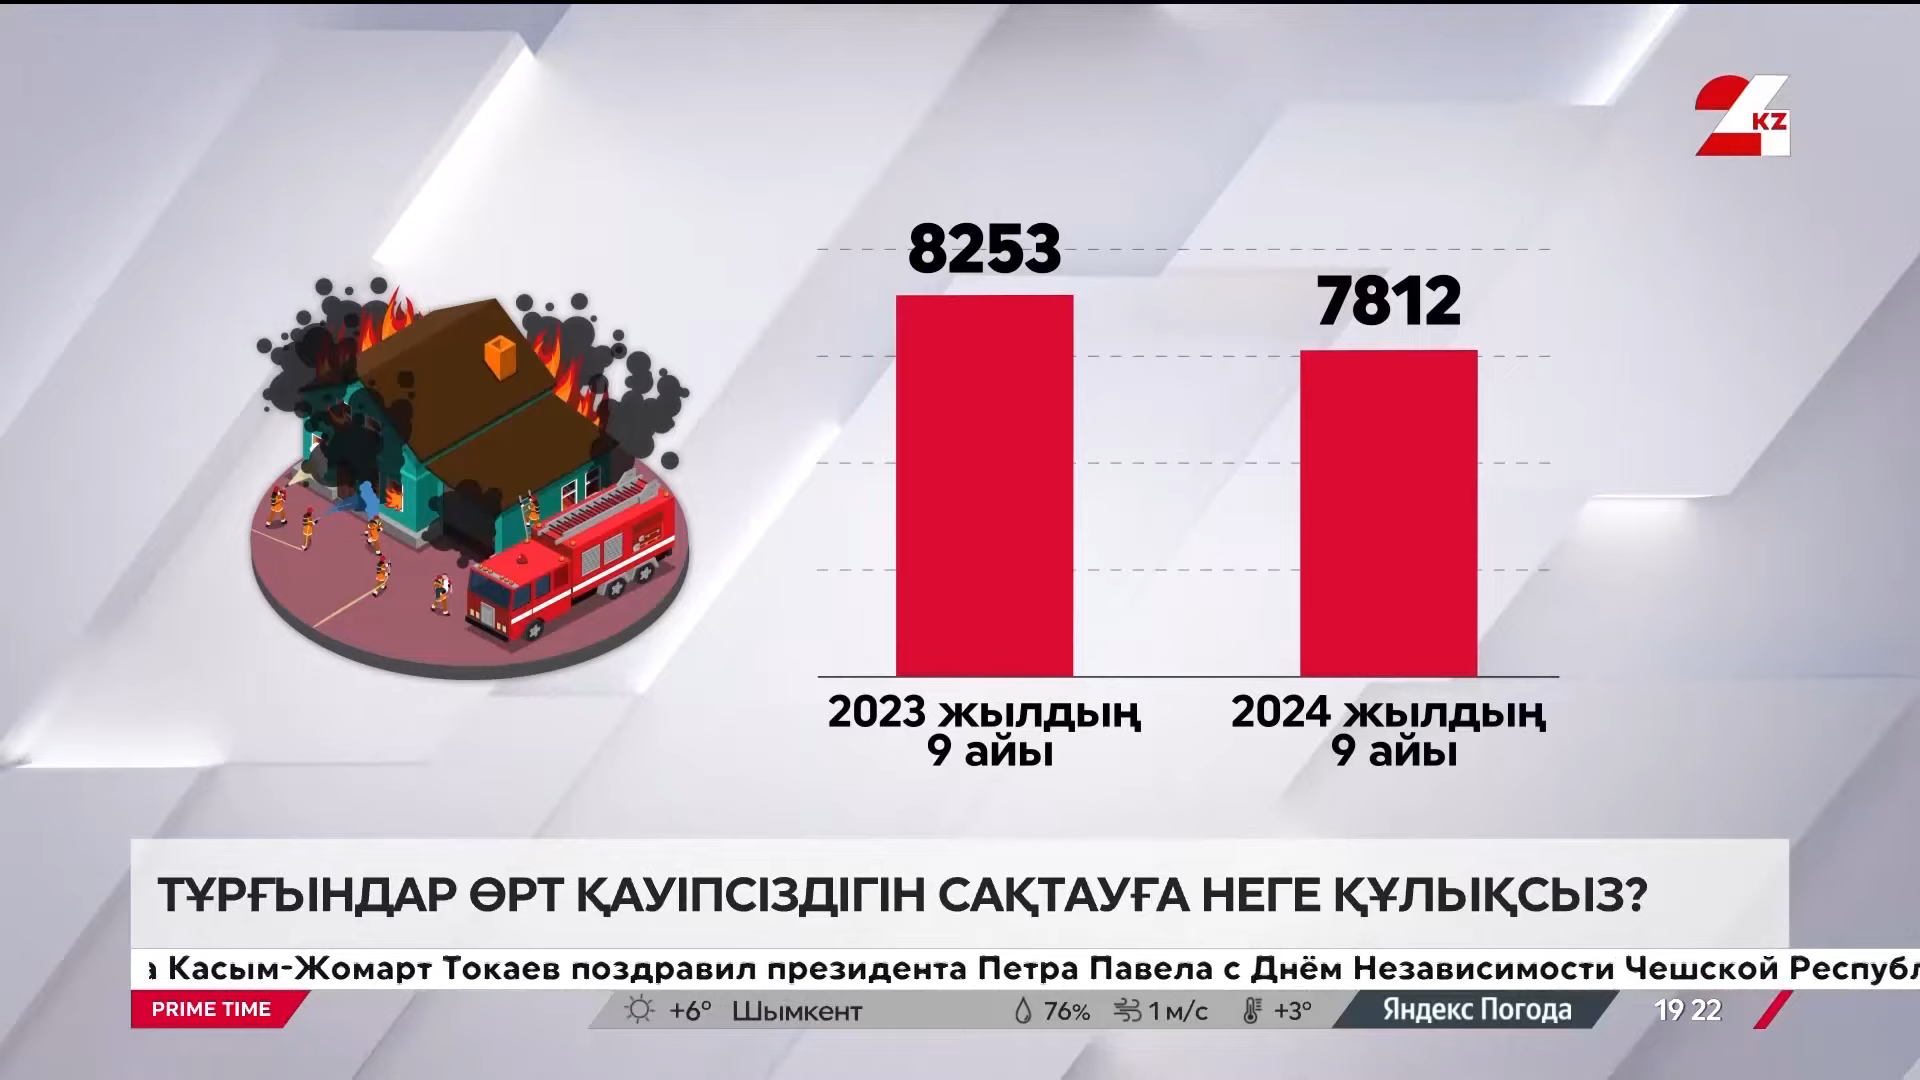 24 KZ
8253
7812
2023 жылдың
9 айы
2024 жылдың
9 айы
ТҰРҒЫНДАР ӨРТ ҚАУІПСІЗДІГІН САҚТАУҒА НЕГЕ ҚҰЛЫҚСЫЗ?
а Касым-Жомарт Токаев поздравил президента Петра Павела с Днём Независимости Чешской Республ
PRIME TIME
+6° Шымкент 76% 1 м/с +3° Яндекс Погода 19 22